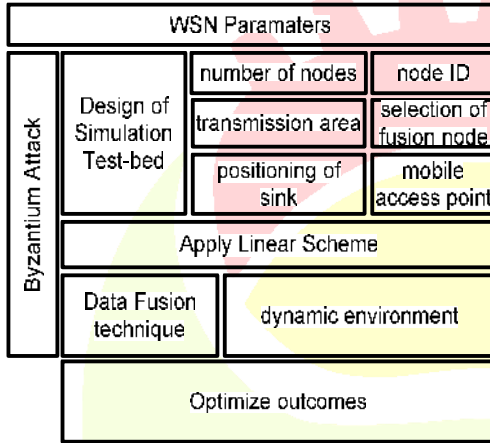 WSN Paramaters
Byzantium Attack
Design of
Simulation
Test-bed
number of nodes
node ID
transmission area
selection of
fusion node
positioning of
sink
mobile
access point
Apply Linear Scheme
Data Fusion
technique
dynamic environment
Optimize outcomes